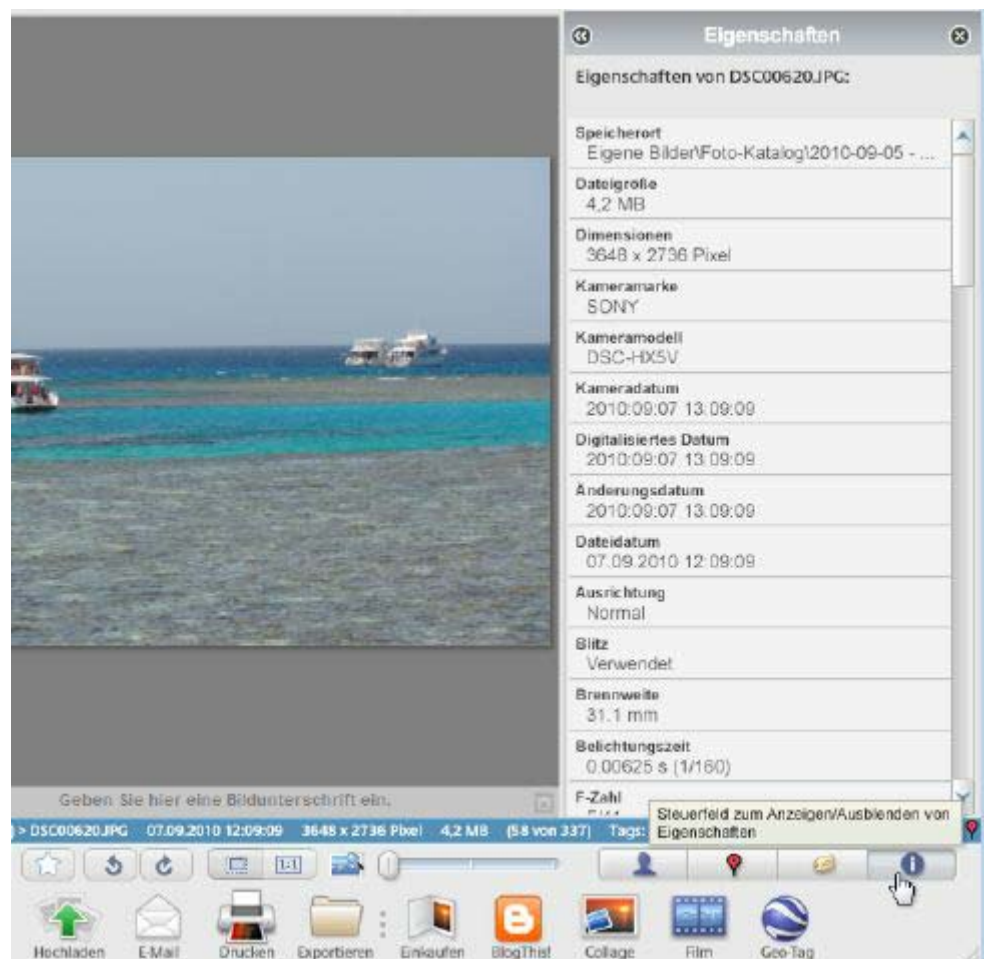 Eigenschaften
Eigenschaften von DSC00620.JPG:
Speicherort
Eigene Bilder\Foto-Katalog\2010-09-05 - ...
Dateigröße
4,2 MB
Dimensionen
3648 x 2736 Pixel
Kameramarke
SONY
Kameramodell
DSC-HX5V
Kameradatum
2010:09:07 13:09:09
Digitalisiertes Datum
2010:09:07 13:09:09
Änderungsdatum
2010:09:07 13:09:09
Dateidatum
07.09.2010 12:09:09
Ausrichtung
Normal
Blitz
Verwendet
Brennweite
31.1 mm
Belichtungszeit
0.00625 s (1/160)
F-Zahl
Geben Sie hier eine Bildunterschrift ein.
Steuerfeld zum Anzeigen/Ausblenden von
Eigenschaften
> DSC00620.JPG 07.09.2010 12:09:09 3648 x 2736 Pixel 4,2 MB (58 von 337) Tags:
1:1
Hochladen E-Mail Drucken Exportieren Einkaufen BlogThis! Collage Film Geo-Tag